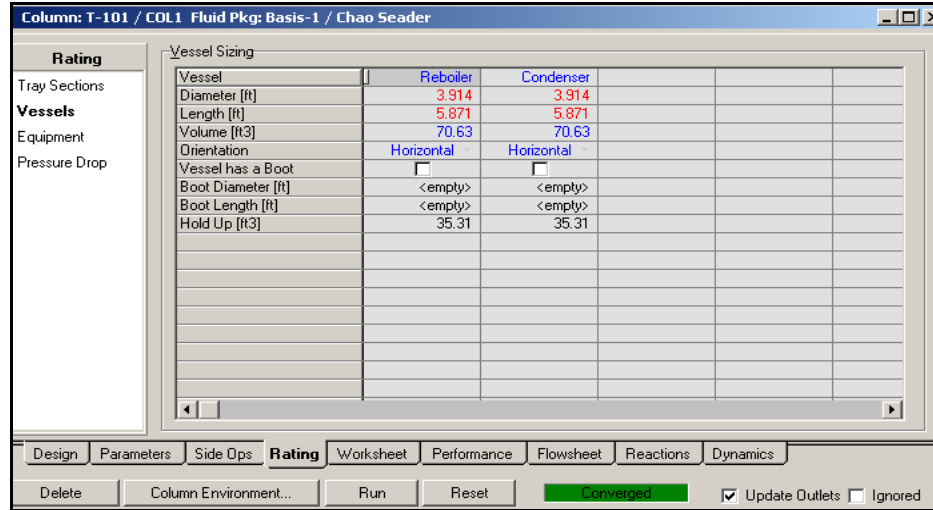 Column: T-101 / COL1 Fluid Pkg: Basis-1 / Chao Seader
Rating
Tray Sections
Vessels
Equipment
Pressure Drop
Vessel Sizing
Vessel Reboiler Condenser
Diameter [ft] 3.914 3.914
Length [ft] 5.871 5.871
Volume [ft3] 70.63 70.63
Orientation Horizontal Horizontal
Vessel has a Boot
Boot Diameter [ft] <empty> <empty>
Boot Length [ft] <empty> <empty>
Hold Up [ft3] 35.31 35.31
Design Parameters Side Ops Rating Worksheet Performance Flowsheet Reactions Dynamics
Delete Column Environment... Run Reset Converged Update Outlets Ignored